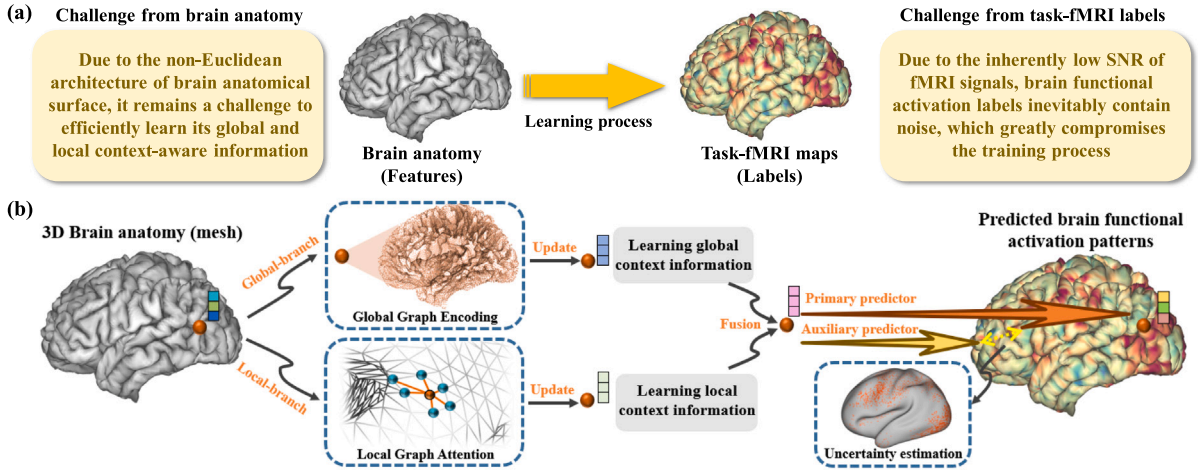 (a)
Challenge from brain anatomy
Due to the non-Euclidean
architecture of brain anatomical
surface, it remains a challenge to
efficiently learn its global and
local context-aware information
Brain anatomy
(Features)
Learning process
Task-fMRI maps
(Labels)
Challenge from task-fMRI labels
Due to the inherently low SNR of
fMRI signals, brain functional
activation labels inevitably contain
noise, which greatly compromises
the training process
(b)
3D Brain anatomy (mesh)
Global-branch
Local-branch
Global Graph Encoding
Local Graph Attention
Update
Update
Learning global
context information
Learning local
context information
Fusion
Primary predictor
Auxiliary predictor
Predicted brain functional
activation patterns
Uncertainty estimation